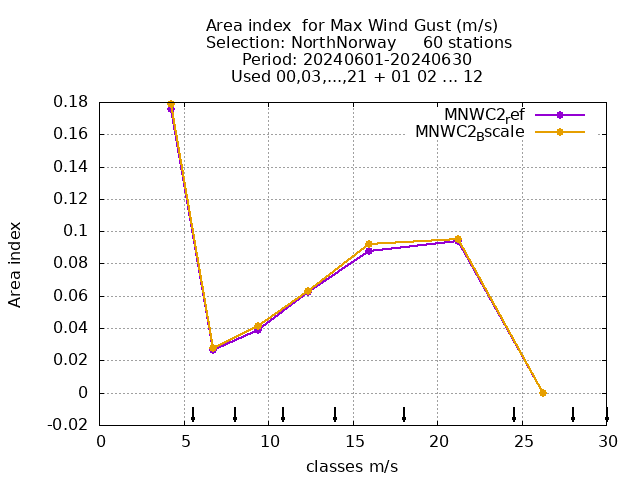 Area index  for Max Wind Gust (m/s)
Selection: NorthNorway     60 stations
Period: 20240601-20240630
Used 00,03,...,21 + 01 02 ... 12
MNWC2ref
MNWC2Bscale
0.18
0.16
0.14
0.12
0.1
0.08
0.06
0.04
0.02
0
-0.02
Area index
0 5 10 15 20 25 30
classes m/s